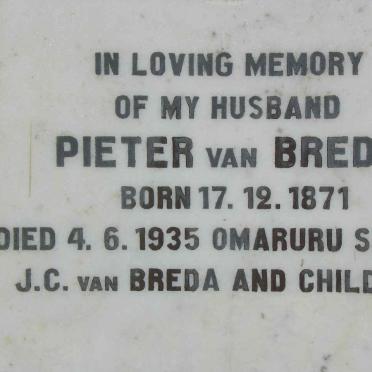 IN LOVING MEMORY
OF MY HUSBAND
PIETER VAN BRED
BORN 17. 12. 1871
DIED 4. 6. 1935 OMARURU S
J.C. VAN BREDA AND CHILD